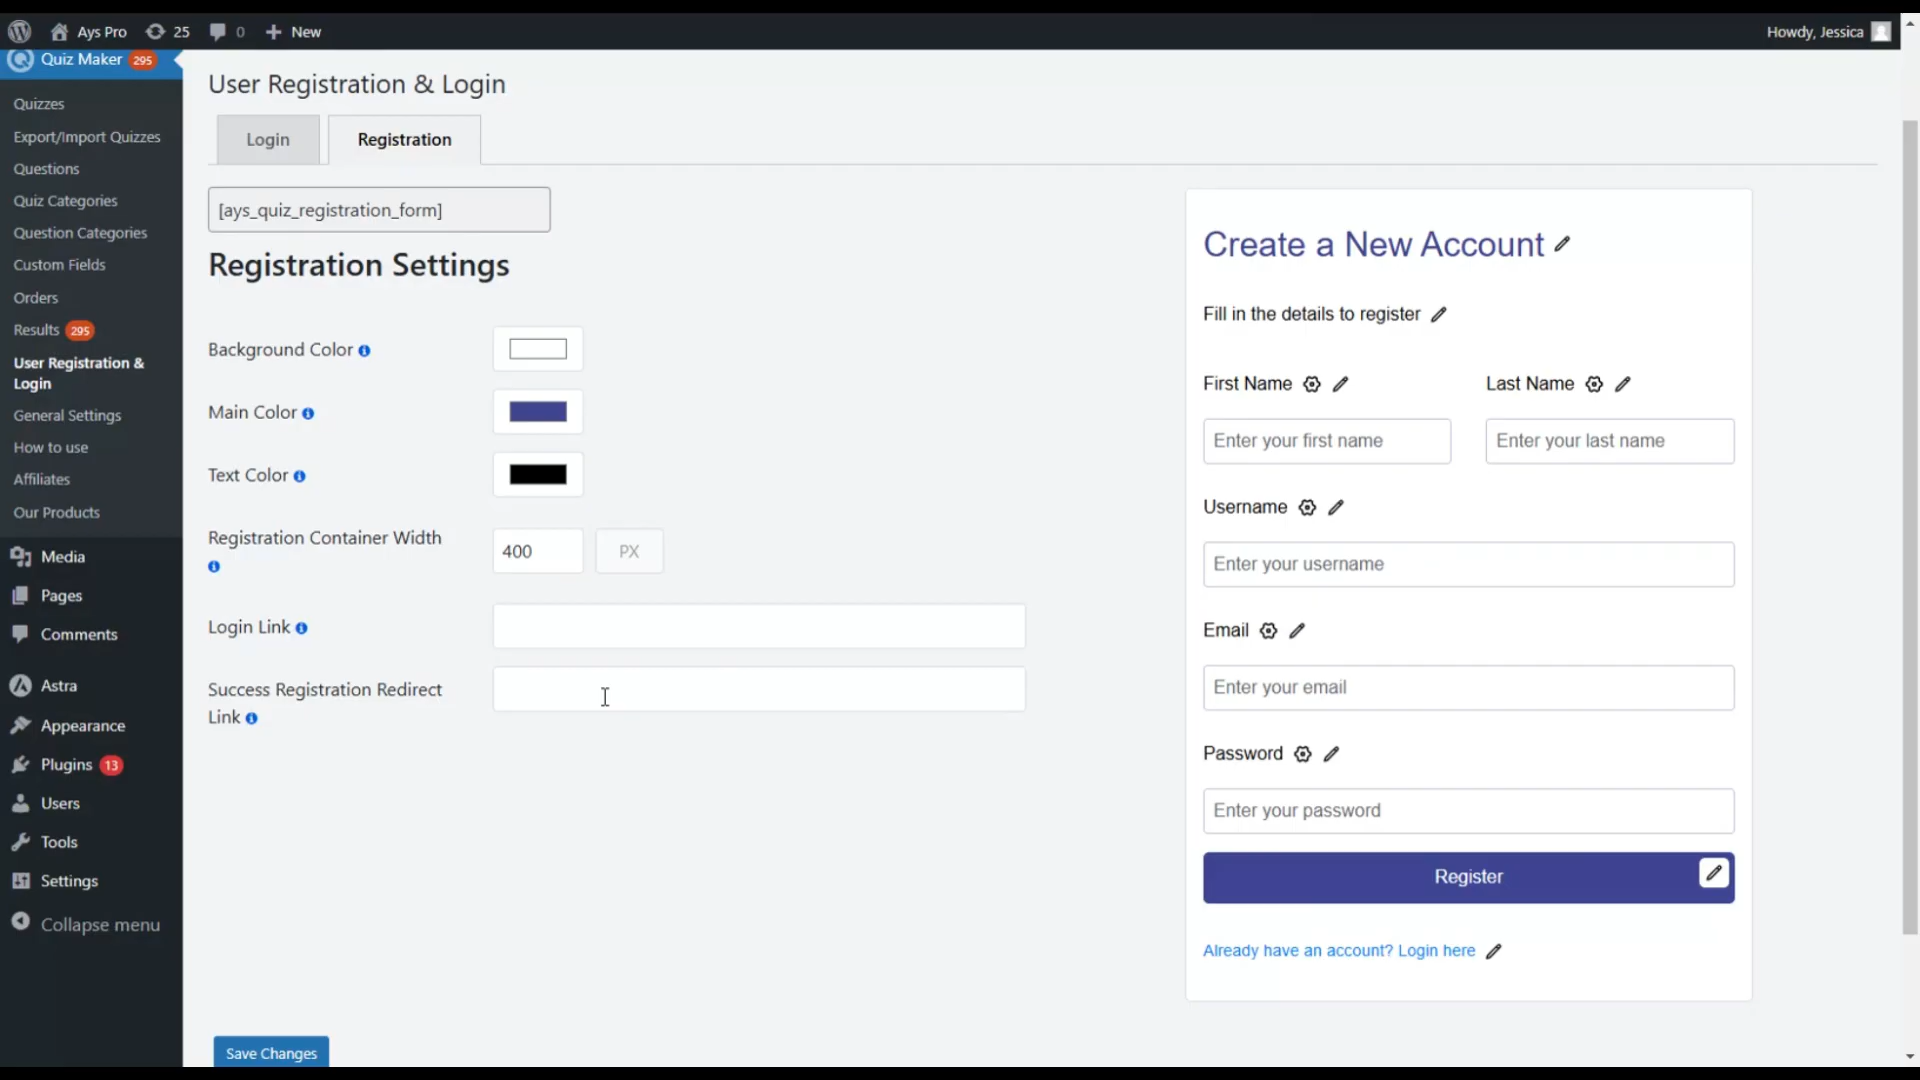 Ays Pro
25
0
New
Howdy, Jessica
Quiz Maker 295
Quizzes
Export/Import Quizzes
Questions
Quiz Categories
Question Categories
Custom Fields
Orders
Results 295
User Registration &
Login
General Settings
How to use
Affiliates
Our Products
Media
Pages
Comments
Astra
Appearance
Plugins 13
Users
Tools
Settings
Collapse menu
User Registration & Login
Login
Registration
[ays_quiz_registration_form]
Registration Settings
Background Color
Main Color
Text Color
Registration Container Width
400
PX
Login Link
Success Registration Redirect
Link
Save Changes
Create a New Account
Fill in the details to register
First Name
Last Name
Enter your first name
Enter your last name
Username
Enter your username
Email
Enter your email
Password
Enter your password
Register
Already have an account? Login here